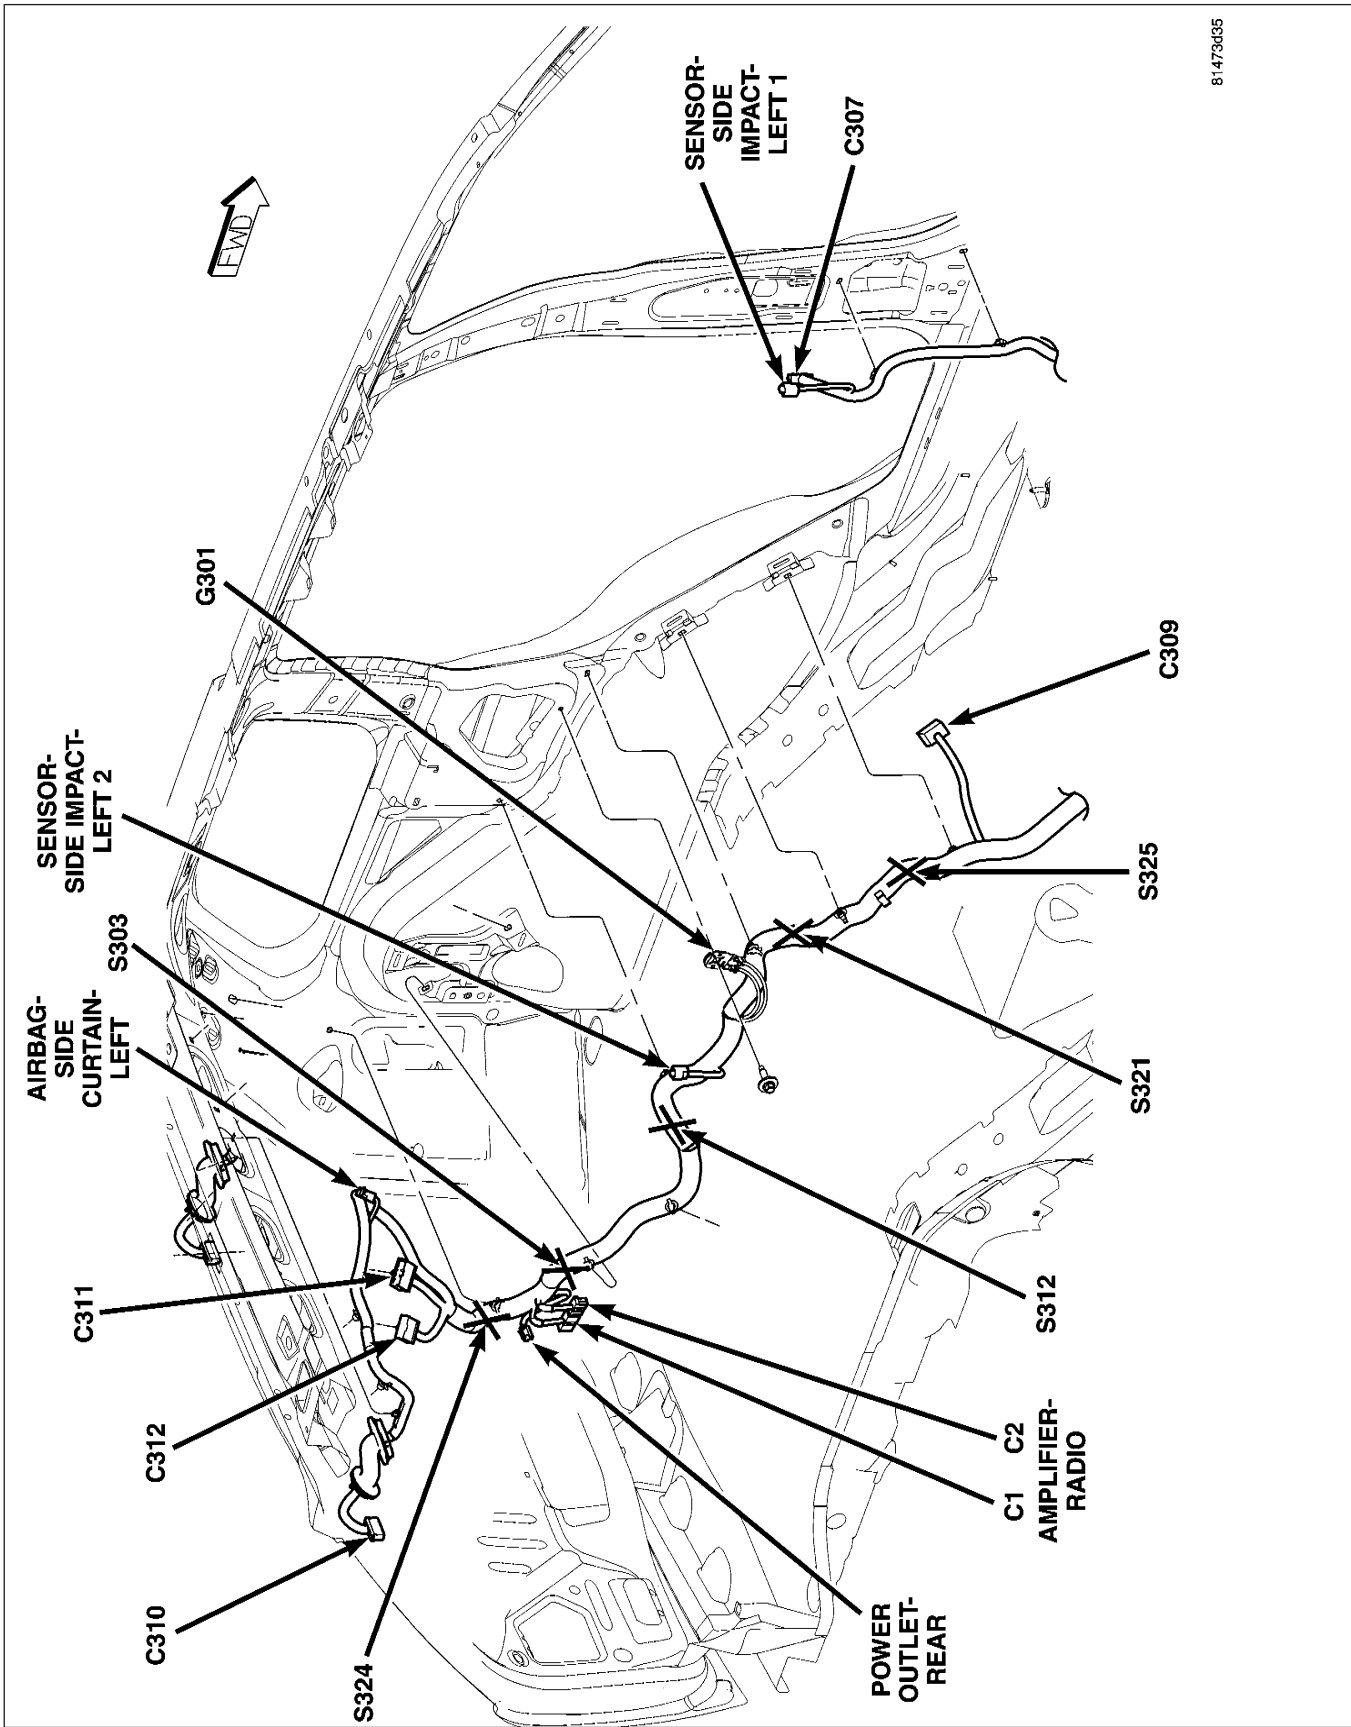 AIRBAG-
SIDE
CURTAIN-
LEFT
S303
SENSOR-
SIDE IMPACT-
LEFT 2
G301
FWD
SENSOR-
SIDE
IMPACT-
LEFT 1
C307
81473d35
C310
C312
C311
S324
POWER
OUTLET-
REAR
C1
C2
AMPLIFIER-
RADIO
S312
S321
S325
C309